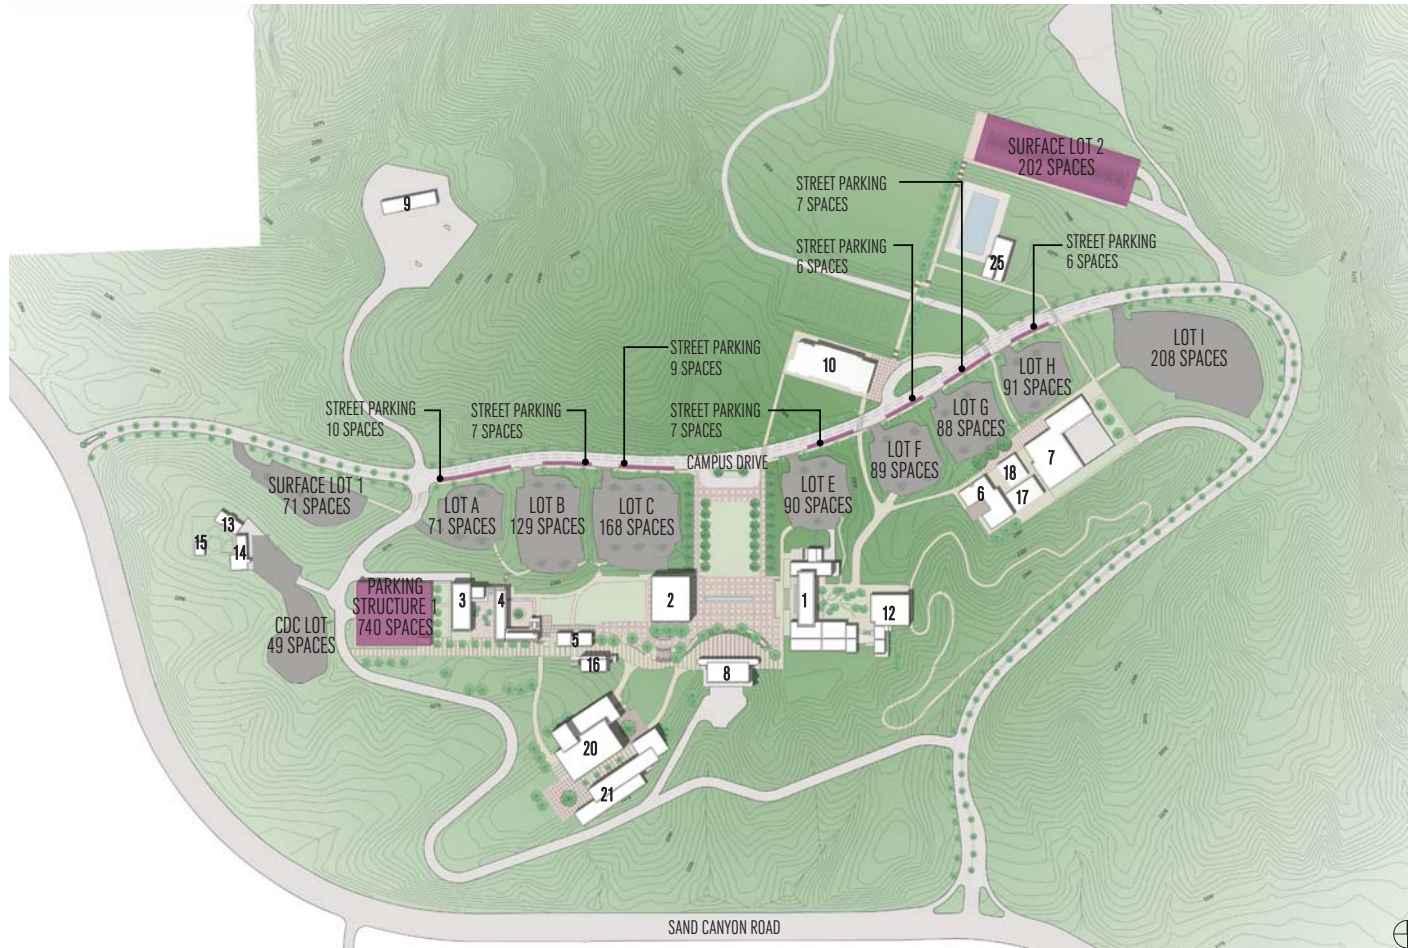 SURFACE LOT 2
202 SPACES
STREET PARKING
7 SPACES
9
STREET PARKING
6 SPACES
STREET PARKING
6 SPACES
25
LOT I
208 SPACES
STREET PARKING
9 SPACES
10
LOT H
91 SPACES
STREET PARKING
10 SPACES
STREET PARKING
7 SPACES
STREET PARKING
7 SPACES
LOT G
88 SPACES
CAMPUS DRIVE
LOT F
89 SPACES
7
18
6
17
SURFACE LOT 1
71 SPACES
LOT A
71 SPACES
LOT B
129 SPACES
LOT C
168 SPACES
LOT E
90 SPACES
13
15
14
PARKING
STRUCTURE 1
740 SPACES
3
4
2
1
12
CDC LOT
49 SPACES
5
16
8
20
21
SAND CANYON ROAD